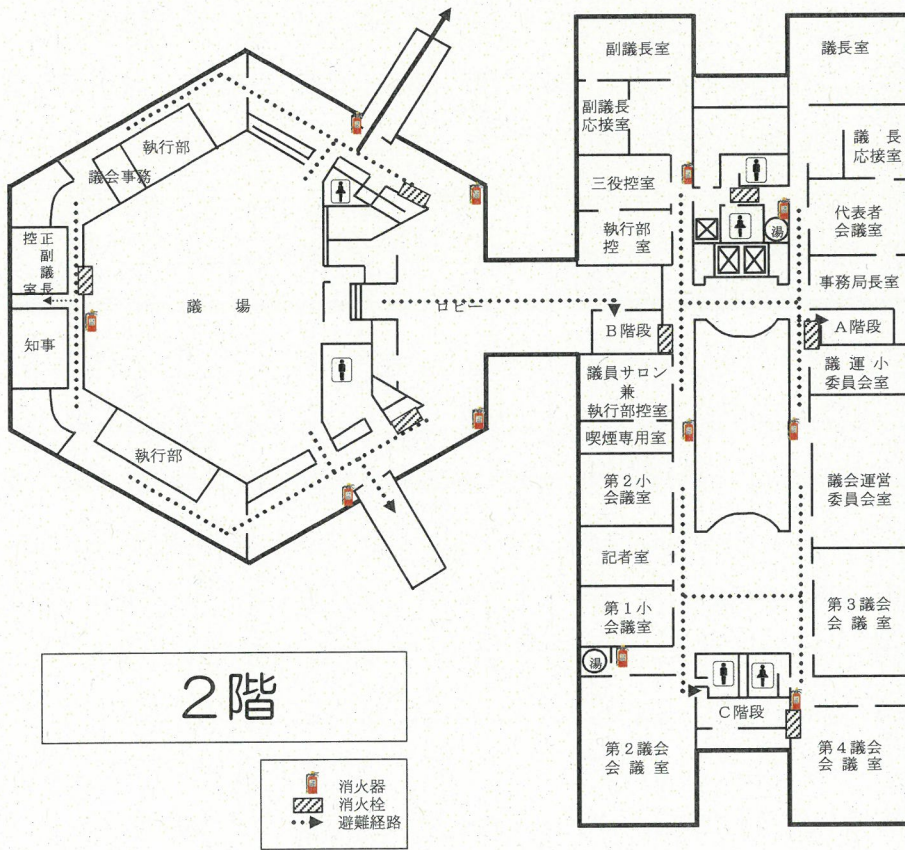 副議長室
議長室
副議長
応接室
議長
応接室
三役控室
代表者
会議室
執行部
控室
湯
事務局長室
B階段
A階段
議員サロン
兼
執行部控室
議運小
委員会室
喫煙専用室
第2小
会議室
議会運営
委員会室
記者室
第1小
会議室
第3議会
会議室
湯
C階段
第2議会
会議室
第4議会
会議室
執行部
議会事務
正副議長
控室
議場
ロビー
知事
執行部
2階
消火器
消火栓
避難経路